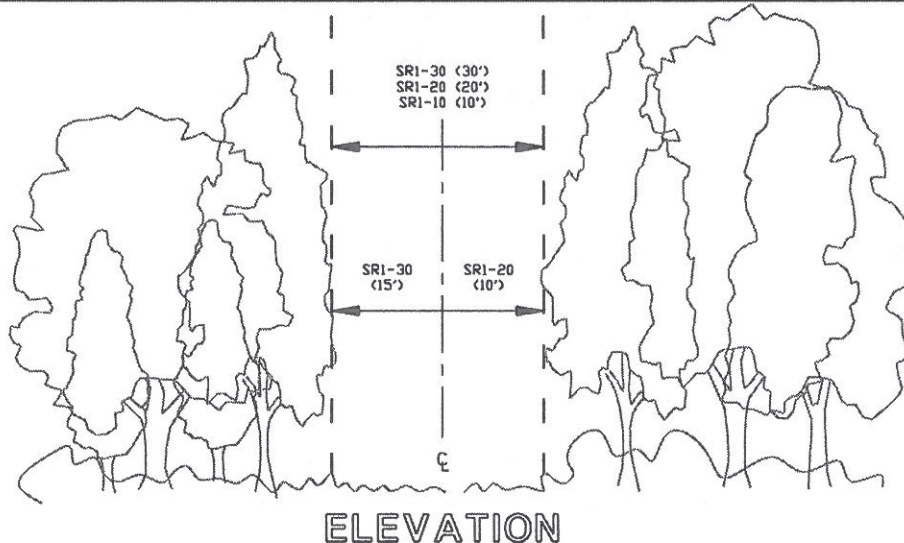 SR1-30 (30')
SR1-20 (20')
SR1-10 (10')
SR1-30
(15')
SR1-20
(10')
℄
ELEVATION